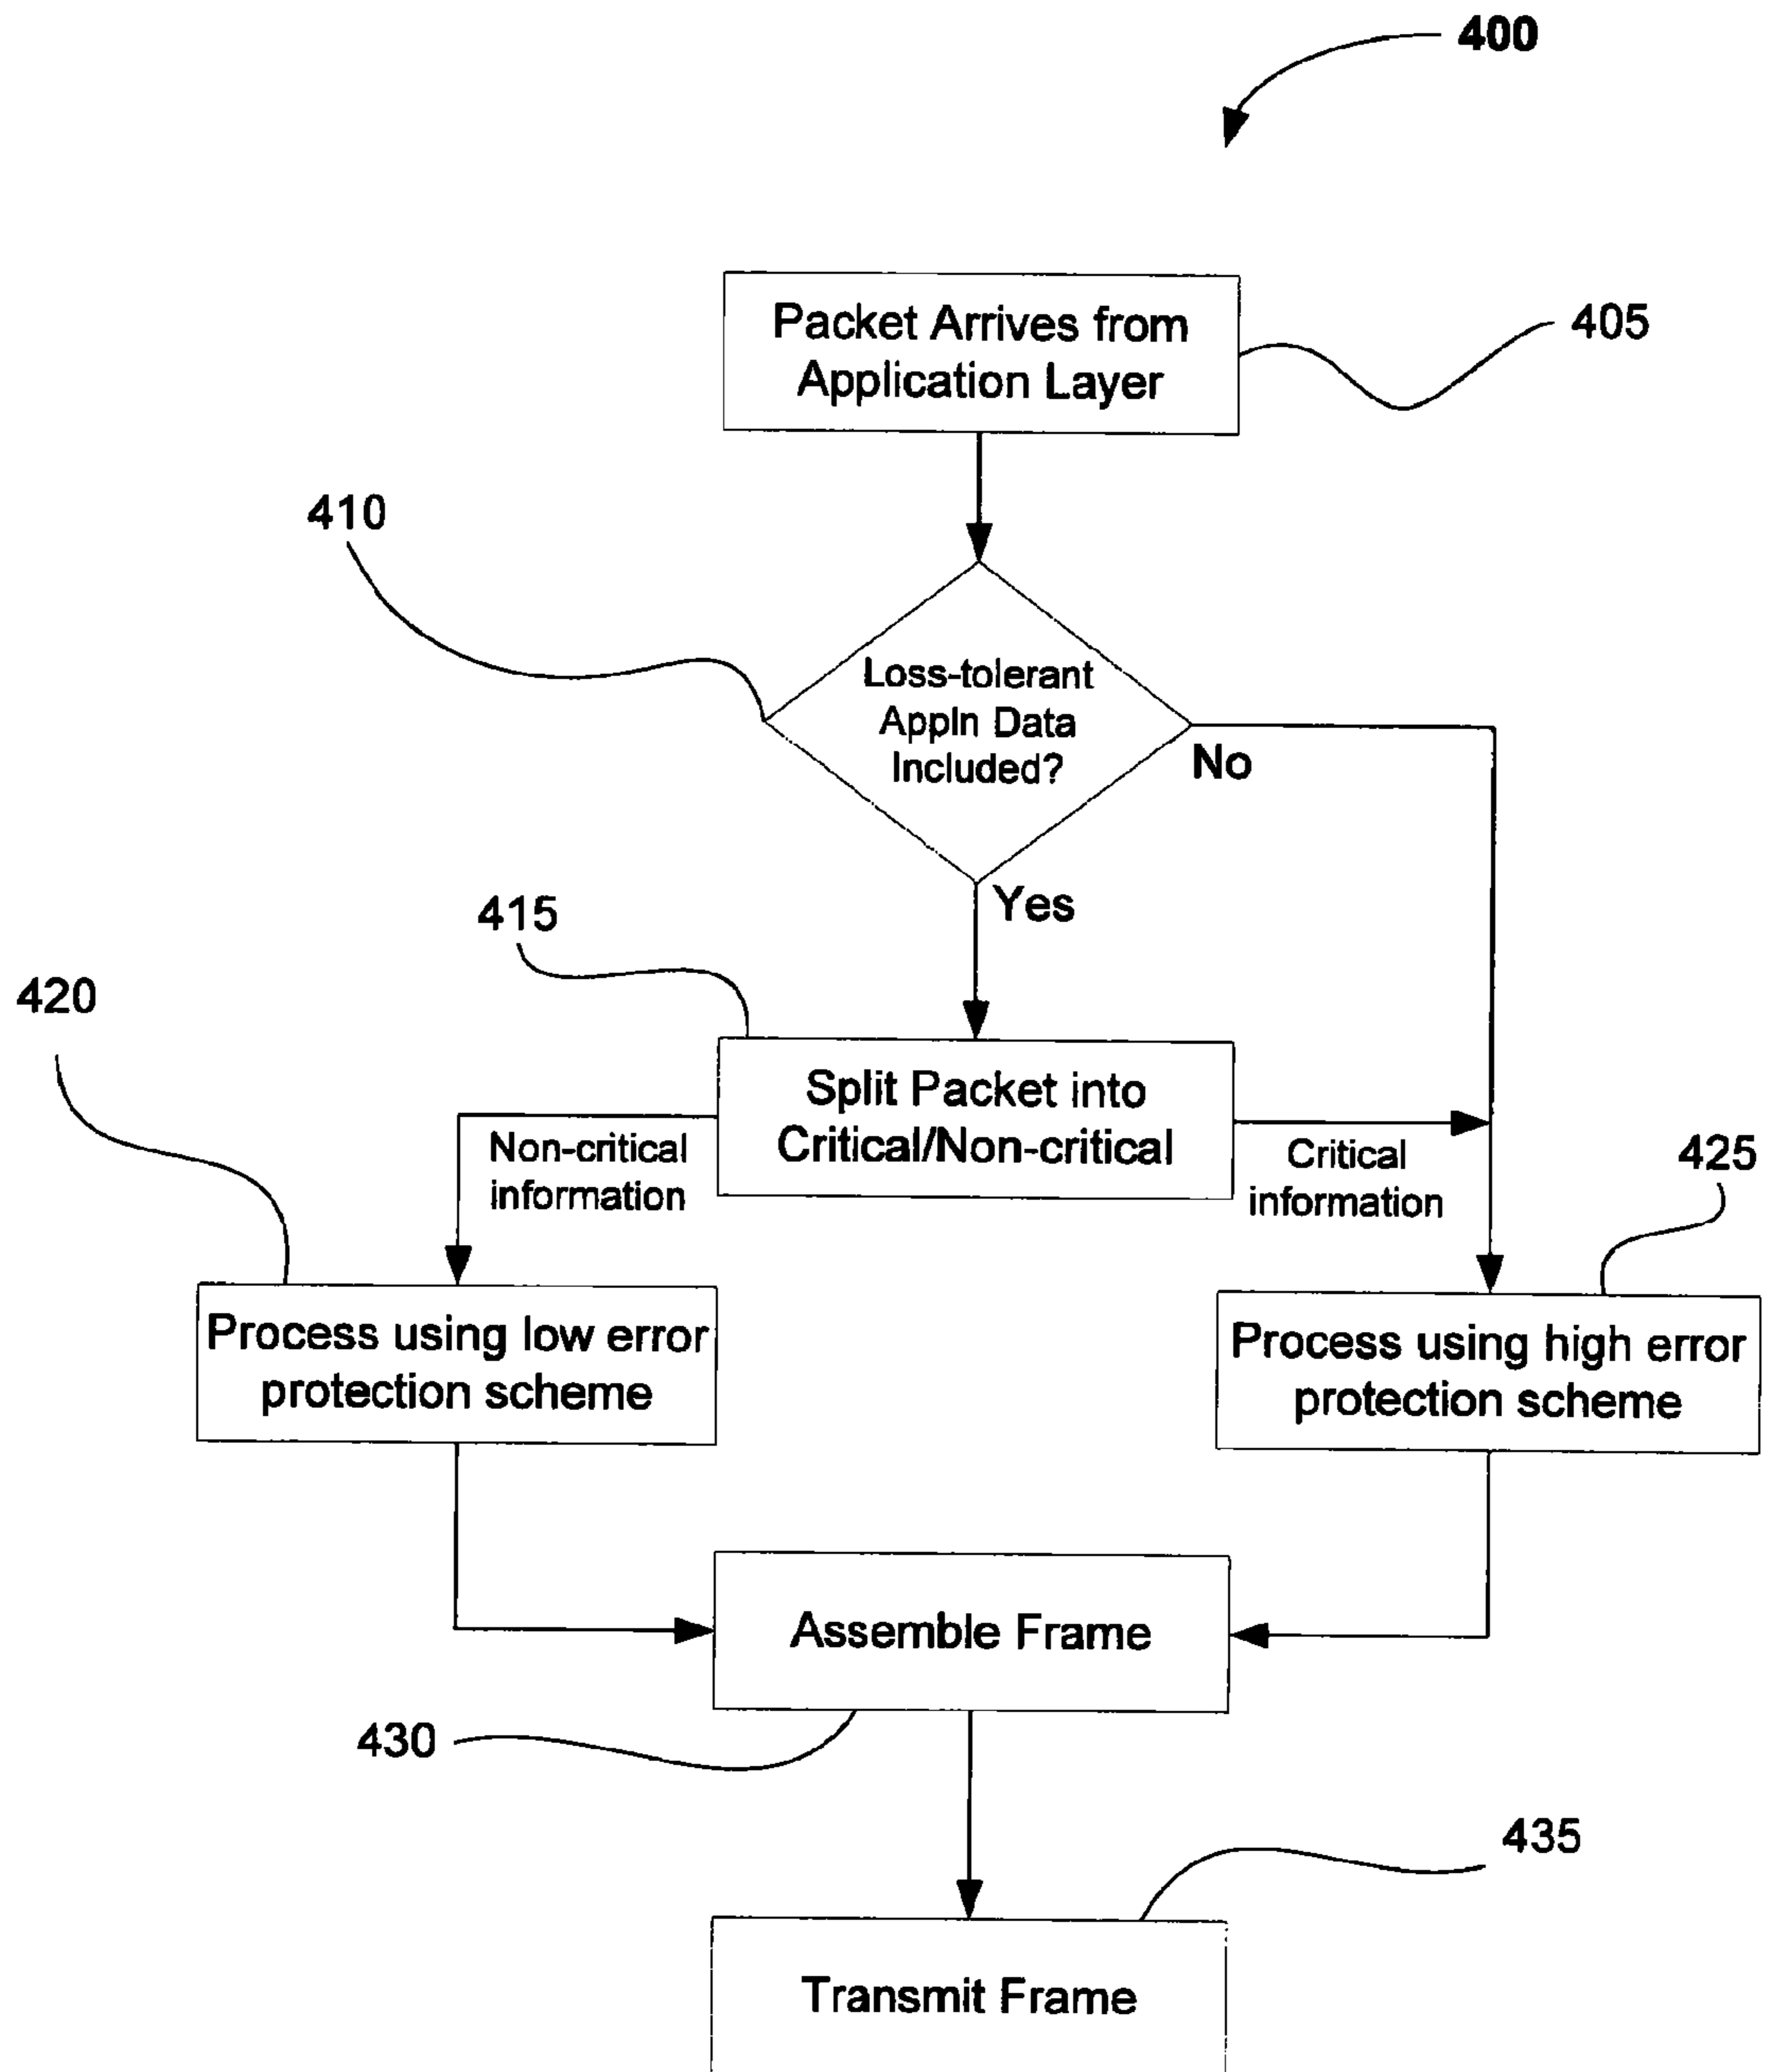 400
Packet Arrives from
Application Layer
405
410
Loss-tolerant
Appln Data
Included?
No
Yes
415
420
Split Packet into
Critical/Non-critical
Non-critical
information
Critical
information
425
Process using low error
protection scheme
Process using high error
protection scheme
Assemble Frame
430
435
Transmit Frame